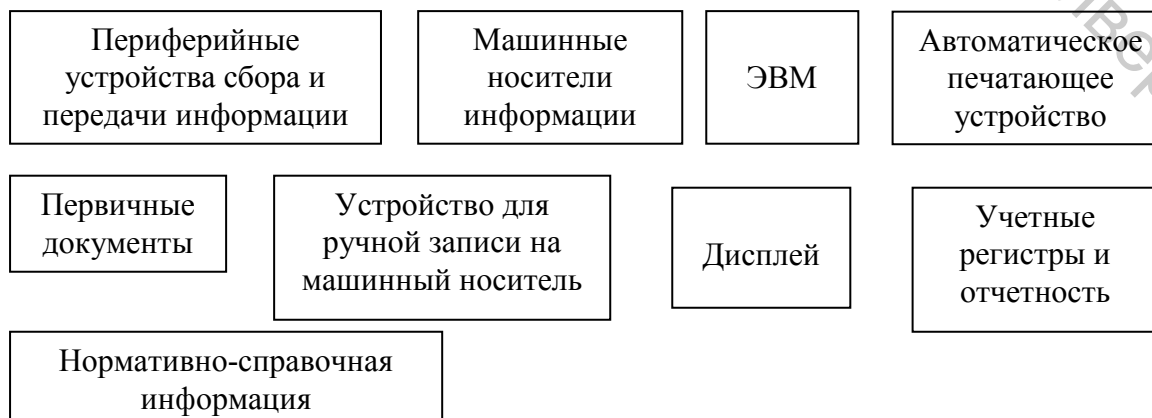 Периферийные
устройства сбора и
передачи информации
Машинные
носители
информации
ЭВМ
Автоматическое
печатающее
устройство
Первичные
документы
Устройство для
ручной записи на
машинный носитель
Дисплей
Учетные
регистры и
отчетность
Нормативно-справочная
информация